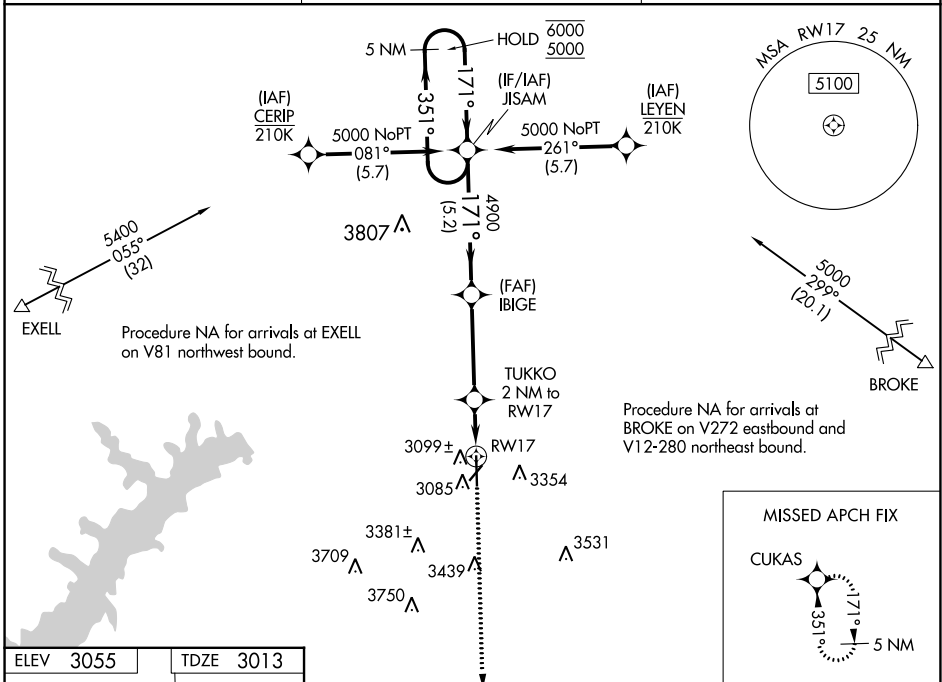 HOLD 6000
5000
5 NM
171°
351°
(IF/IAF)
JISAM
(IAF)
CERIP
210K
5000 NoPT
081°
(5.7)
(IAF)
LEYEN
210K
5000 NoPT
261°
(5.7)
MSA RW17 25 NM
5100
4900
171°
(5.2)
3807
5400
055°
(32)
EXELL
Procedure NA for arrivals at EXELL
on V81 northwest bound.
(FAF)
IBIGE
5000
299°
(20.1)
BROKE
TUKKO
2 NM to
RW17
Procedure NA for arrivals at
BROKE on V272 eastbound and
V12-280 northeast bound.
3099±
RW17
3085
3354
3381±
3709
3439
3531
3750
MISSED APCH FIX
CUKAS
171°
351°
5 NM
ELEV 3055
TDZE 3013